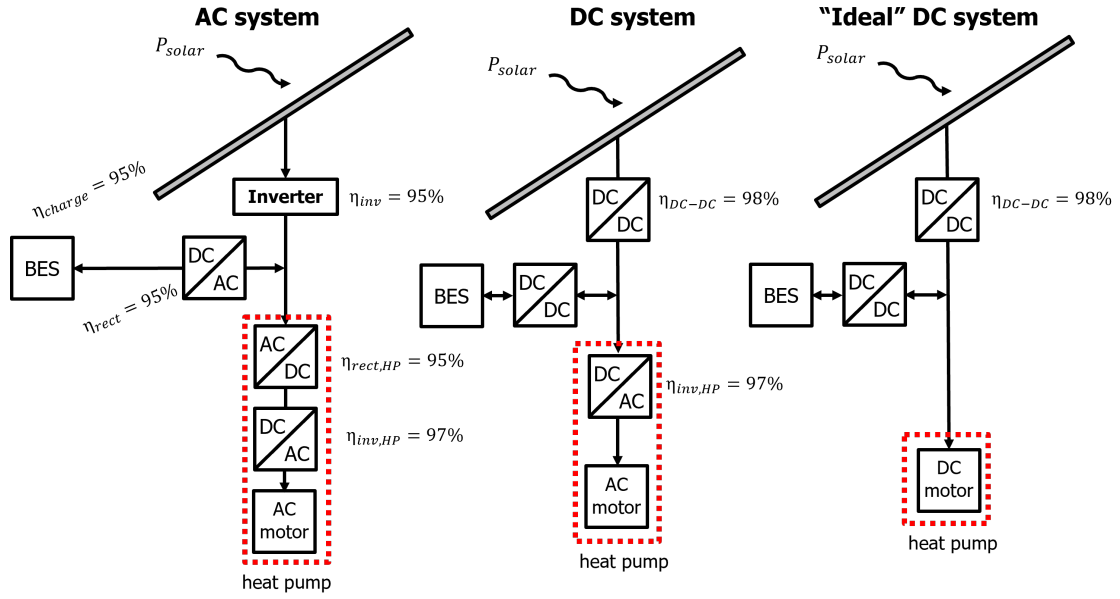 AC system
P_solar
η_charge = 95%
Inverter
η_inv = 95%
BES
DC
AC
η_rect = 95%
AC
DC
η_rect,HP = 95%
DC
AC
η_inv,HP = 97%
AC
motor
heat pump
DC system
P_solar
DC
DC
η_DC−DC = 98%
BES
DC
DC
DC
AC
η_inv,HP = 97%
AC
motor
heat pump
“Ideal” DC system
P_solar
DC
DC
η_DC−DC = 98%
BES
DC
DC
DC
motor
heat pump